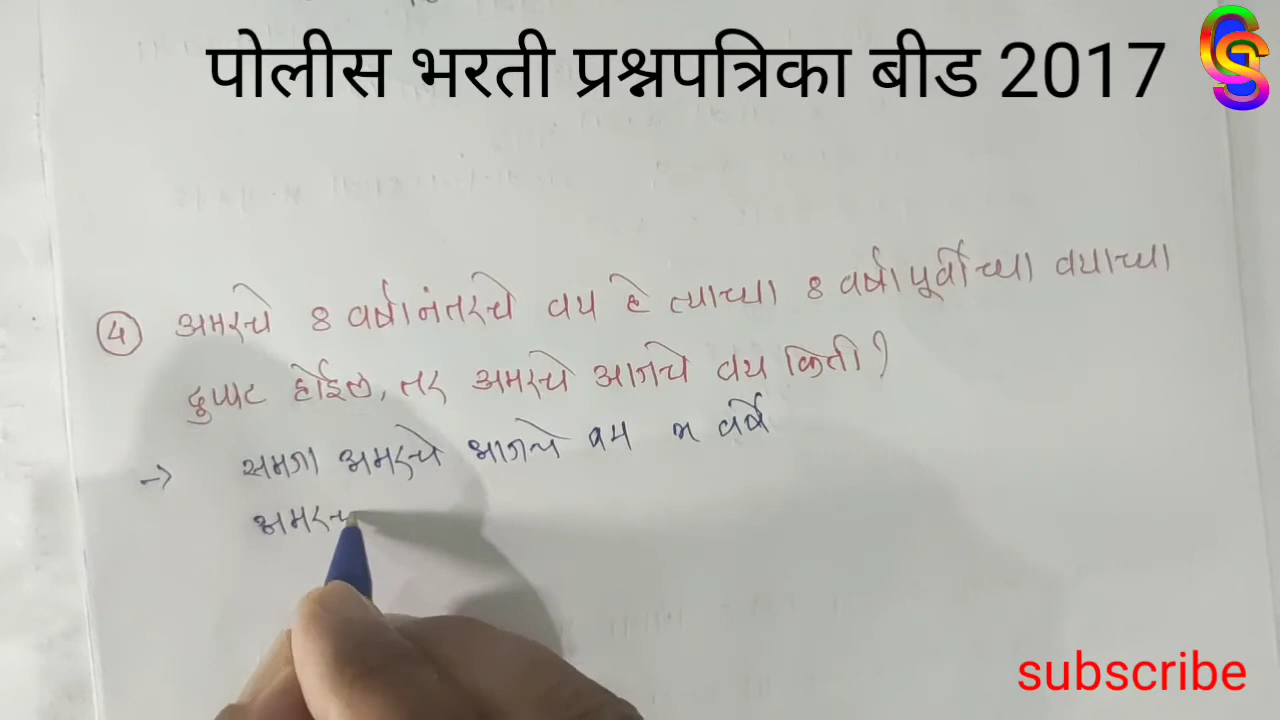 पोलीस भरती प्रश्नपत्रिका बीड 2017
④ अमरचे 8 वर्षानंतरचे वय हे त्याच्या 8 वर्षापूर्वीच्या वयाच्या
दुप्पट होईल, तर अमरचे आजचे वय किती?
→ समजा अमरचे आजचे वय x वर्षे
अमरच
subscribe